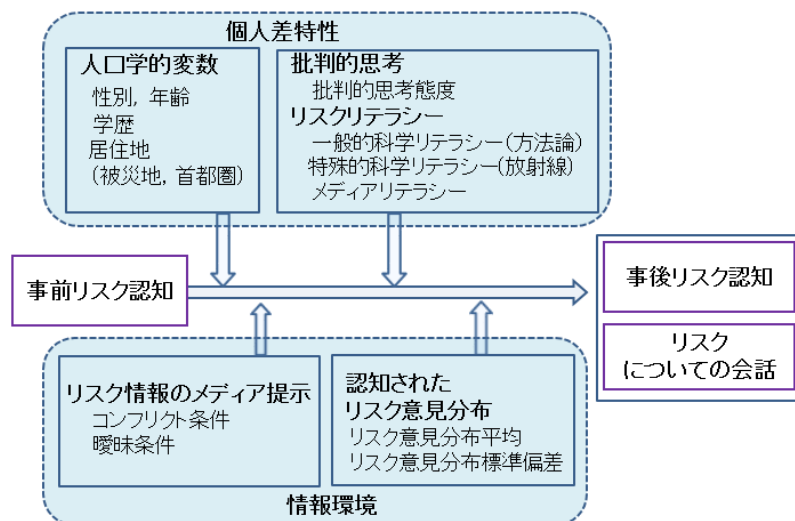 個人差特性
人口学的変数
性別, 年齢
学歴
居住地
(被災地, 首都圏)
批判的思考
批判的思考態度
リスクリテラシー
一般的科学リテラシー(方法論)
特殊的科学リテラシー(放射線)
メディアリテラシー
事前リスク認知
事後リスク認知
リスク
についての会話
リスク情報のメディア提示
コンフリクト条件
曖昧条件
認知された
リスク意見分布
リスク意見分布平均
リスク意見分布標準偏差
情報環境